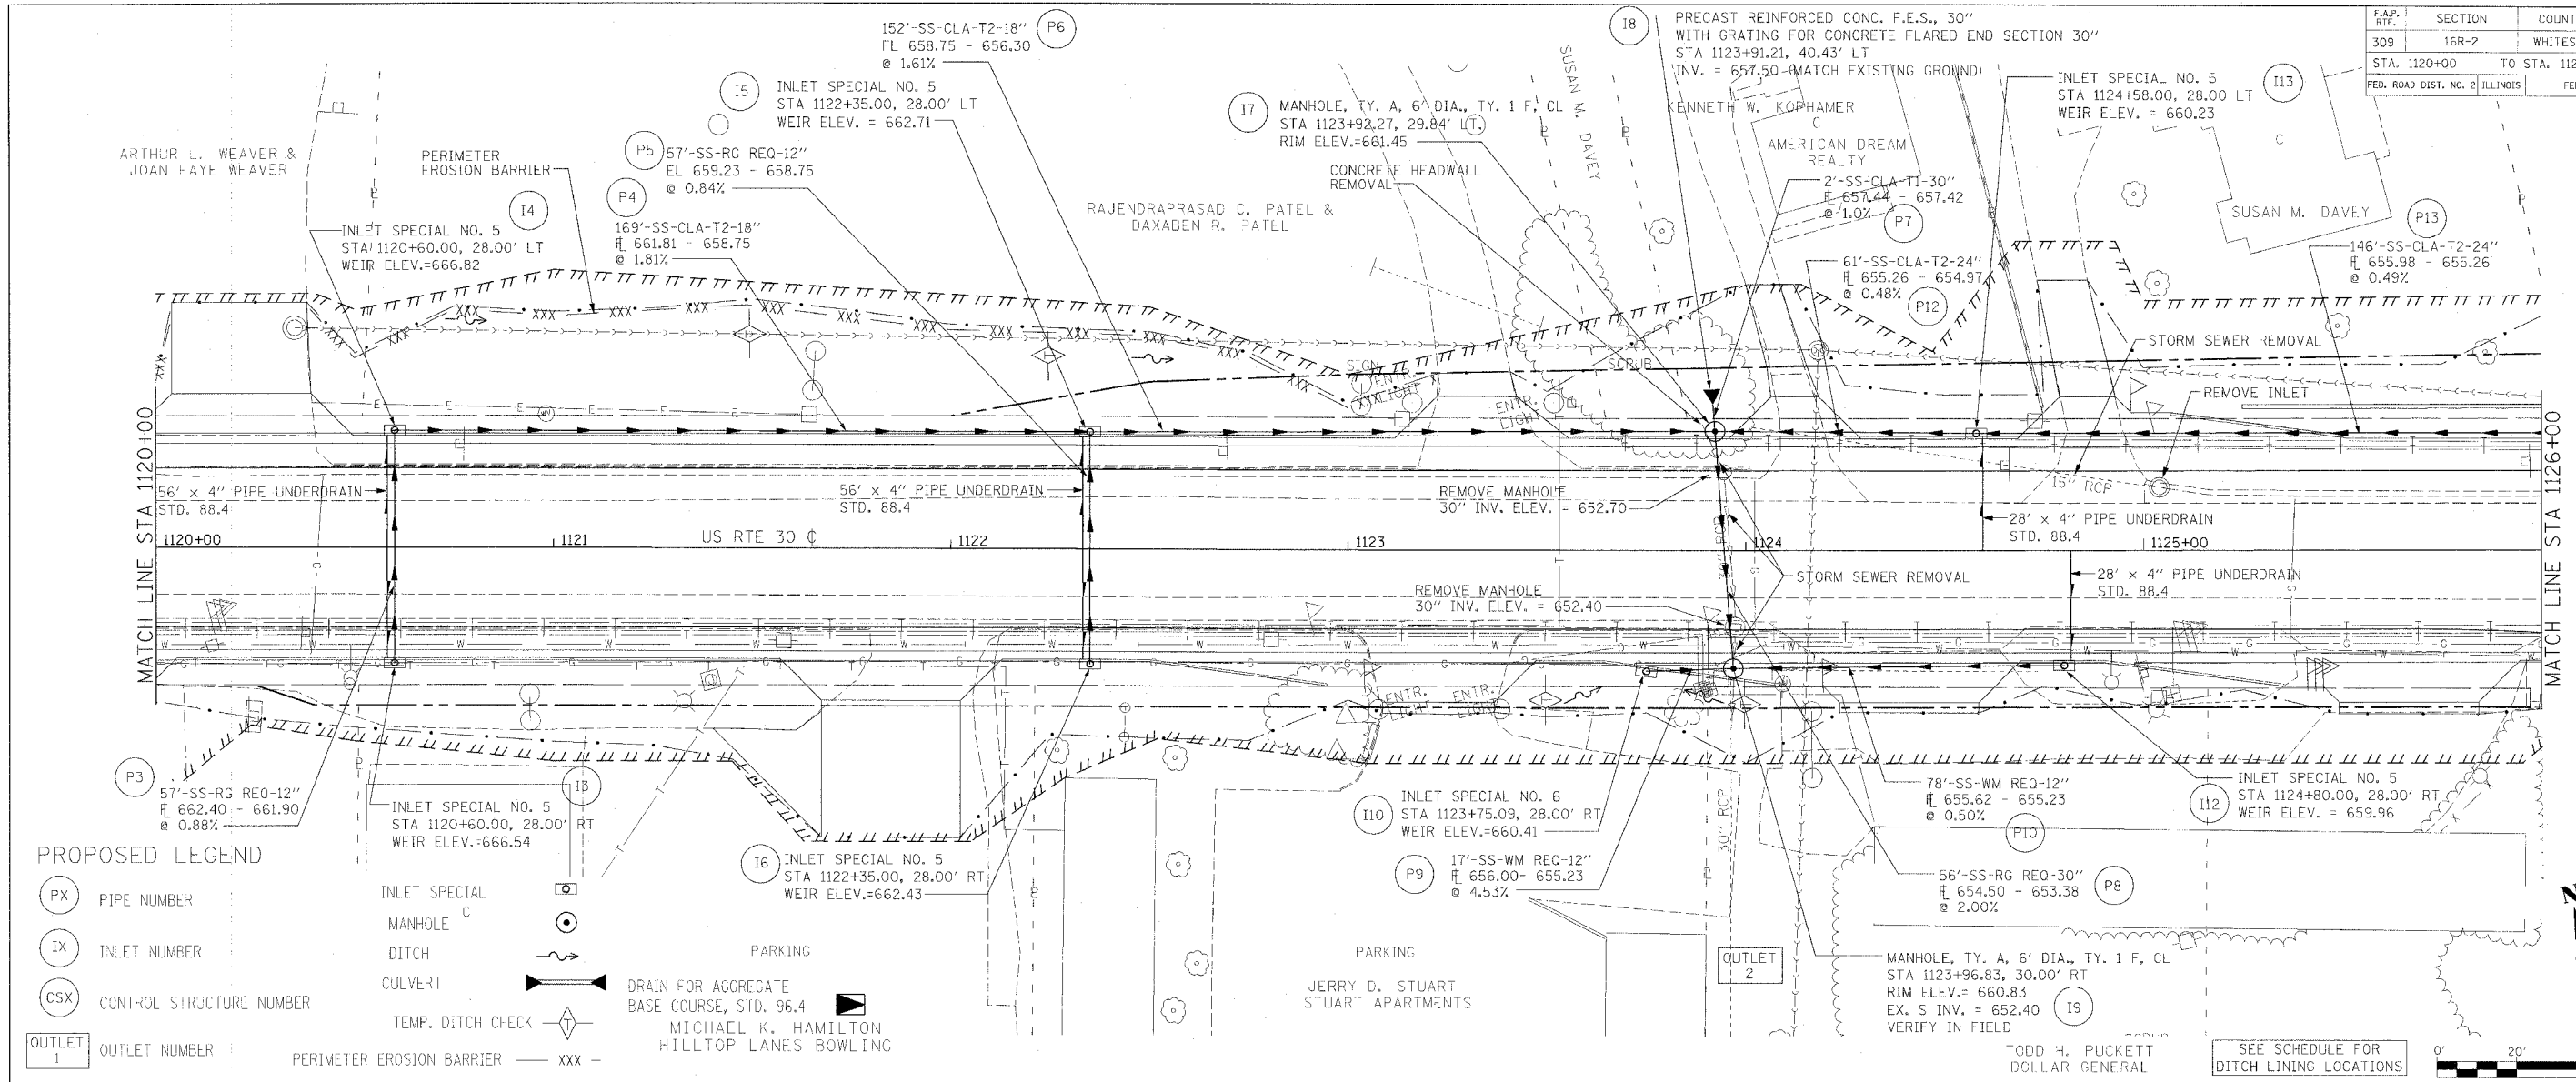 152'-SS-CLA-T2-18"
FL 658.75 - 656.30
@ 1.61%
P6
I5
INLET SPECIAL NO. 5
STA 1122+35.00, 28.00' LT
WEIR ELEV. = 662.71
I8
PRECAST REINFORCED CONC. F.E.S., 30"
WITH GRATING FOR CONCRETE FLARED END SECTION 30"
STA 1123+91.21, 40.43' LT
INV. = 657.50 (MATCH EXISTING GROUND)
F.A.P. RTE. SECTION COUNT
309 16R-2 WHITES
STA. 1120+00 TO STA. 112
FED. ROAD DIST. NO. 2 ILLINOIS FE
INLET SPECIAL NO. 5
STA 1124+58.00, 28.00 LT
WEIR ELEV. = 660.23
I13
I7
MANHOLE, TY. A, 6' DIA., TY. 1 F, CL
STA 1123+92.27, 29.84' LT.
RIM ELEV.=661.45
SUSAN M. DAVEY
KENNETH W. KOPHAMER
C
AMERICAN DREAM
REALTY
C
ARTHUR L. WEAVER &
JOAN FAYE WEAVER
PERIMETER
EROSION BARRIER
P5
57'-SS-RG REQ-12"
EL 659.23 - 658.75
@ 0.84%
P4
169'-SS-CLA-T2-18"
FL 661.81 - 658.75
@ 1.81%
I4
INLET SPECIAL NO. 5
STA 1120+60.00, 28.00' LT
WEIR ELEV.=666.82
CONCRETE HEADWALL
REMOVAL
RAJENDRAPRASAD C. PATEL &
DAXABEN R. PATEL
2'-SS-CLA-T1-30"
FL 657.44 - 657.42
@ 1.0%
P7
SUSAN M. DAVEY
P13
146'-SS-CLA-T2-24"
FL 655.98 - 655.26
@ 0.49%
61'-SS-CLA-T2-24"
FL 655.26 - 654.97
@ 0.48%
P12
STORM SEWER REMOVAL
REMOVE INLET
SIGN
ENTR.
LIGHT
SCRUB
ENTR.
LIGHT
MATCH LINE STA 1120+00
MATCH LINE STA 1126+00
56' x 4" PIPE UNDERDRAIN
STD. 88.4
56' x 4" PIPE UNDERDRAIN
STD. 88.4
REMOVE MANHOLE
30" INV. ELEV. = 652.70
15" RCP
28' x 4" PIPE UNDERDRAIN
STD. 88.4
30" RCP
1120+00
1121
US RTE 30 ℄
1122
1123
1124
1125+00
STORM SEWER REMOVAL
28' x 4" PIPE UNDERDRAIN
STD. 88.4
REMOVE MANHOLE
30" INV. ELEV. = 652.40
ENTR.
LIGHT
ENTR.
LIGHT
P3
57'-SS-RG REQ-12"
FL 662.40 - 661.90
@ 0.88%
I3
INLET SPECIAL NO. 5
STA 1120+60.00, 28.00' RT
WEIR ELEV.=666.54
I6
INLET SPECIAL NO. 5
STA 1122+35.00, 28.00' RT
WEIR ELEV.=662.43
I10
INLET SPECIAL NO. 6
STA 1123+75.09, 28.00' RT
WEIR ELEV.=660.41
P9
17'-SS-WM REQ-12"
FL 656.00- 655.23
@ 4.53%
30" RCP
78'-SS-WM REQ-12"
FL 655.62 - 655.23
@ 0.50%
P10
I12
INLET SPECIAL NO. 5
STA 1124+80.00, 28.00' RT
WEIR ELEV. = 659.96
56'-SS-RG REQ-30"
FL 654.50 - 653.38
@ 2.00%
P8
MANHOLE, TY. A, 6' DIA., TY. 1 F, CL
STA 1123+96.83, 30.00' RT
RIM ELEV.= 660.83
EX. S INV. = 652.40
VERIFY IN FIELD
I9
OUTLET
2
PROPOSED LEGEND
PX PIPE NUMBER
IX INLET NUMBER
CSX CONTROL STRUCTURE NUMBER
OUTLET
1
OUTLET NUMBER
INLET SPECIAL
C
MANHOLE
DITCH
CULVERT
TEMP. DITCH CHECK T
PERIMETER EROSION BARRIER XXX
DRAIN FOR AGGREGATE
BASE COURSE, STD. 96.4
PARKING
MICHAEL K. HAMILTON
HILLTOP LANES BOWLING
PARKING
JERRY D. STUART
STUART APARTMENTS
TODD H. PUCKETT
DOLLAR GENERAL
SEE SCHEDULE FOR
DITCH LINING LOCATIONS
0' 20'